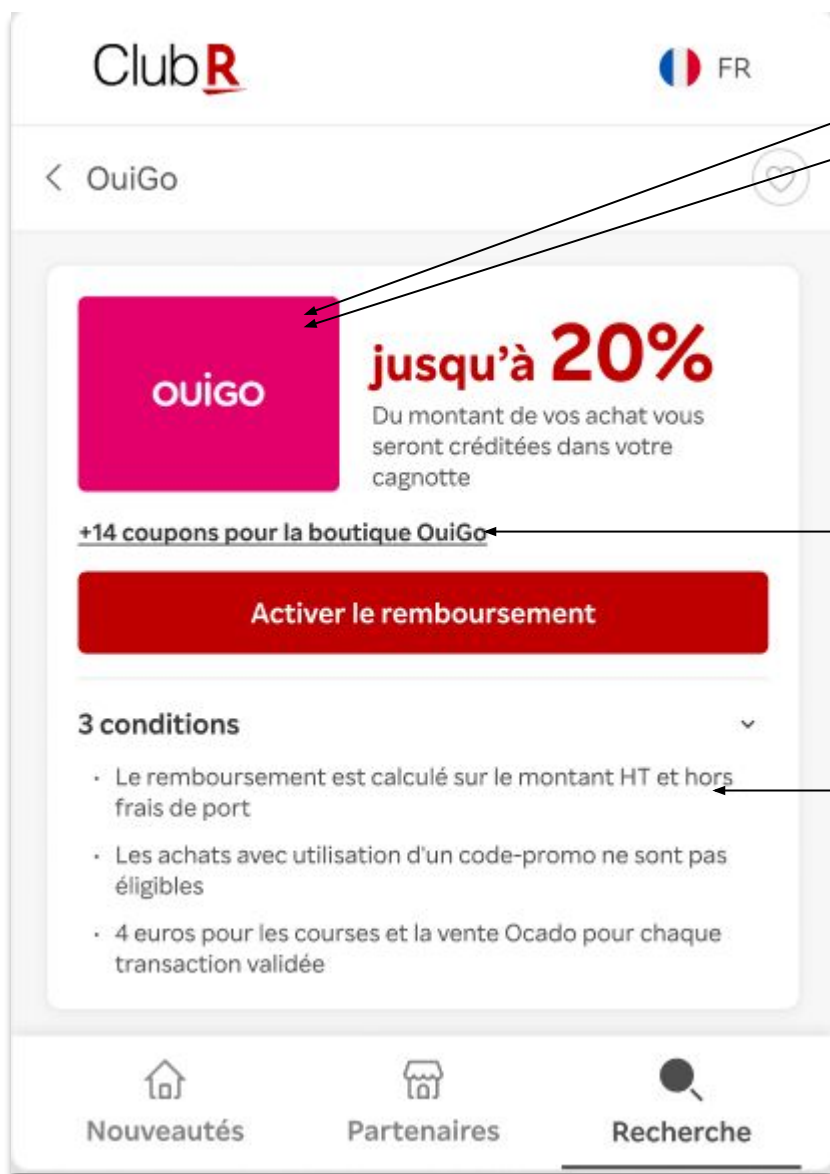 Club R
FR
OuiGo
OUIGO
jusqu'à 20%
Du montant de vos achat vous
seront créditées dans votre
cagnotte
+14 coupons pour la boutique OuiGo
Activer le remboursement
3 conditions
· Le remboursement est calculé sur le montant HT et hors
frais de port
· Les achats avec utilisation d'un code-promo ne sont pas
éligibles
· 4 euros pour les courses et la vente Ocado pour chaque
transaction validée
Nouveautés
Partenaires
Recherche